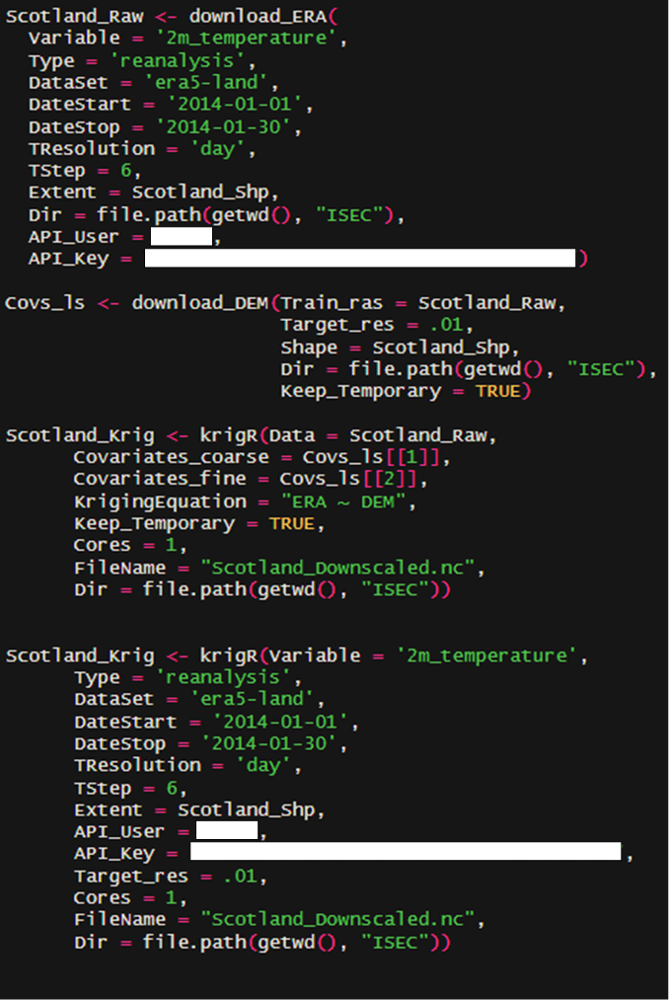 Scotland_Raw <- download_ERA(
  Variable = '2m_temperature',
  Type = 'reanalysis',
  DataSet = 'era5-land',
  DateStart = '2014-01-01',
  DateStop = '2014-01-30',
  TResolution = 'day',
  TStep = 6,
  Extent = Scotland_Shp,
  Dir = file.path(getwd(), "ISEC"),
  API_User = ,
  API_Key = )
Covs_ls <- download_DEM(Train_ras = Scotland_Raw,
                        Target_res = .01,
                        Shape = Scotland_Shp,
                        Dir = file.path(getwd(), "ISEC"),
                        Keep_Temporary = TRUE)
Scotland_Krig <- krigR(Data = Scotland_Raw,
      Covariates_coarse = Covs_ls[[1]],
      Covariates_fine = Covs_ls[[2]],
      KrigingEquation = "ERA ~ DEM",
      Keep_Temporary = TRUE,
      Cores = 1,
      FileName = "Scotland_Downscaled.nc",
      Dir = file.path(getwd(), "ISEC"))
Scotland_Krig <- krigR(Variable = '2m_temperature',
      Type = 'reanalysis',
      DataSet = 'era5-land',
      DateStart = '2014-01-01',
      DateStop = '2014-01-30',
      TResolution = 'day',
      TStep = 6,
      Extent = Scotland_Shp,
      API_User = ,
      API_Key = ,
      Target_res = .01,
      Cores = 1,
      FileName = "Scotland_Downscaled.nc",
      Dir = file.path(getwd(), "ISEC"))